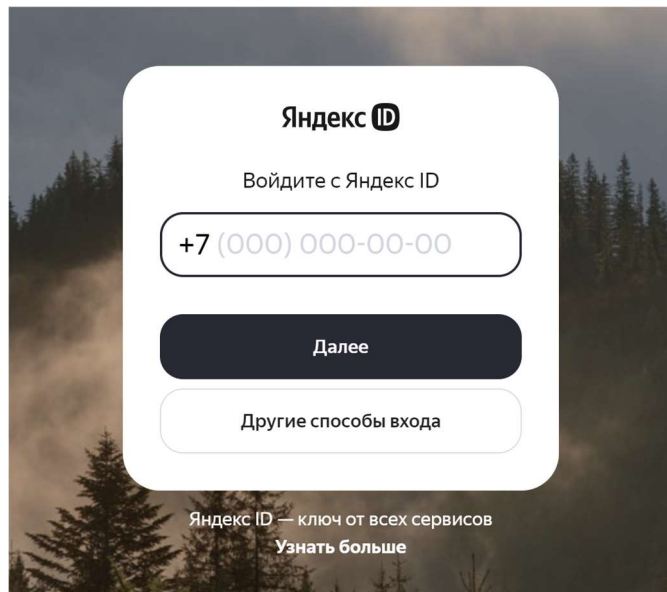 Яндекс ID
Войдите с Яндекс ID
+7 (000) 000-00-00
Далее
Другие способы входа
Яндекс ID — ключ от всех сервисов
Узнать больше